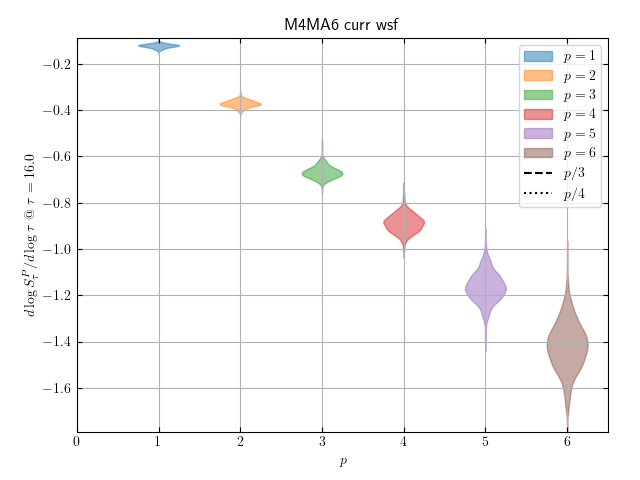 M4MA6 curr wsf
d log S_τ^P / d log τ @ τ = 16.0
−0.2
−0.4
−0.6
−0.8
−1.0
−1.2
−1.4
−1.6
p = 1
p = 2
p = 3
p = 4
p = 5
p = 6
p/3
p/4
0 1 2 3 4 5 6
p